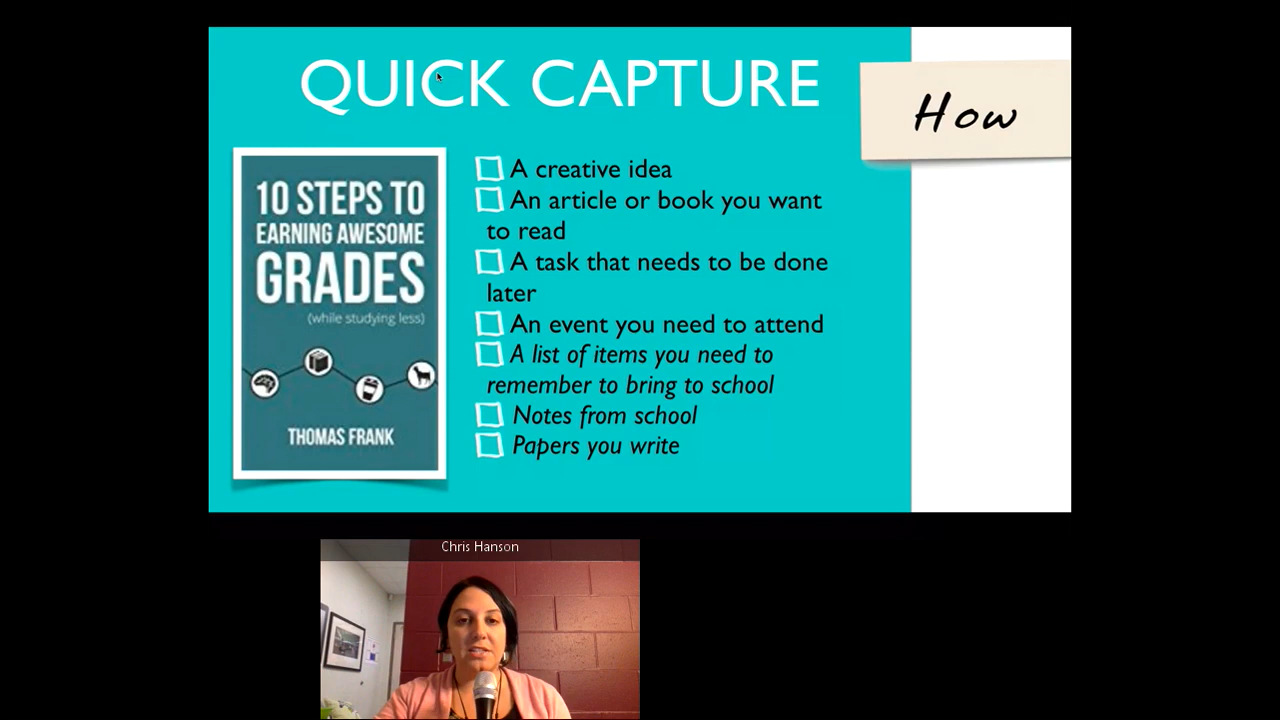 QUICK CAPTURE
How
10 STEPS TO
EARNING AWESOME
GRADES
(while studying less)
THOMAS FRANK
A creative idea
An article or book you want
to read
A task that needs to be done
later
An event you need to attend
A list of items you need to
remember to bring to school
Notes from school
Papers you write
Chris Hanson